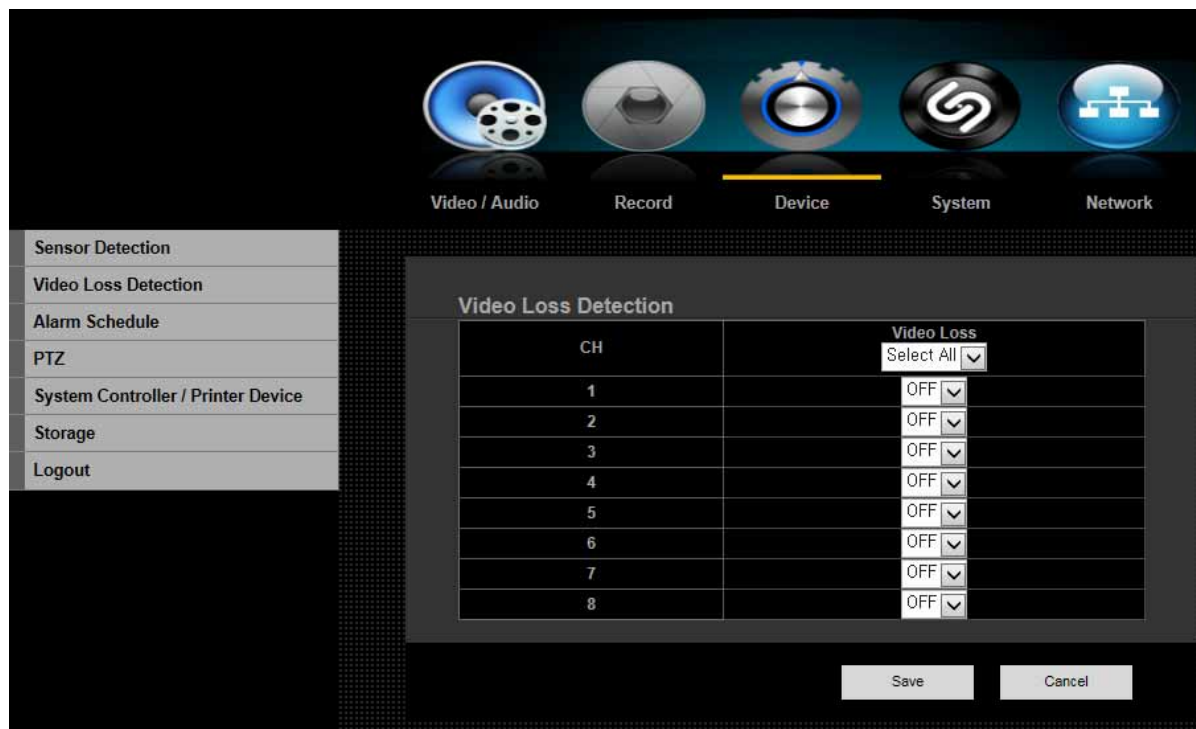 Video / Audio Record Device System Network
Sensor Detection
Video Loss Detection
Alarm Schedule
PTZ
System Controller / Printer Device
Storage
Logout
Video Loss Detection
CH Video Loss
Select All
1 OFF
2 OFF
3 OFF
4 OFF
5 OFF
6 OFF
7 OFF
8 OFF
Save Cancel